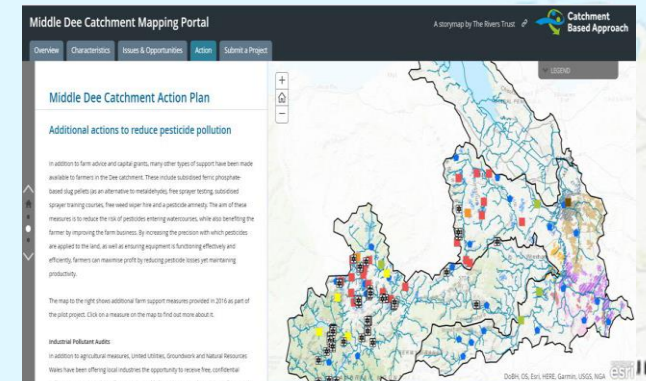 Middle Dee Catchment Mapping Portal
A storymap by The Rivers Trust
Catchment
Based Approach
Overview
Characteristics
Issues & Opportunities
Action
Submit a Project
LEGEND
Middle Dee Catchment Action Plan
Additional actions to reduce pesticide pollution
In addition to farm advice and capital grants, many other types of support have been made
available to farmers in the Dee catchment. These include subsidised ferric phosphate-
based slug pellets (as an alternative to metaldehyde), free sprayer testing, subsidised
sprayer training courses, free weed wiper hire and a pesticide amnesty. The aim of these
measures is to reduce the risk of pesticides entering watercourses, while also benefiting the
farmer by improving the farm business. By increasing the precision with which pesticides
are applied to the land, as well as ensuring equipment is functioning effectively and
efficiently, farmers can maximise profit by reducing pesticide losses yet maintaining
productivity.
The map to the right shows additional farm support measures provided in 2016 as part of
the pilot project. Click on a measure on the map to find out more about it.
Industrial Pollutant Audits
In addition to agricultural measures, United Utilities, Groundwork and Natural Resources
Wales have been offering local industries the opportunity to receive free, confidential
DoBH, OS, Esri, HERE, Garmin, USGS, NGA
esri